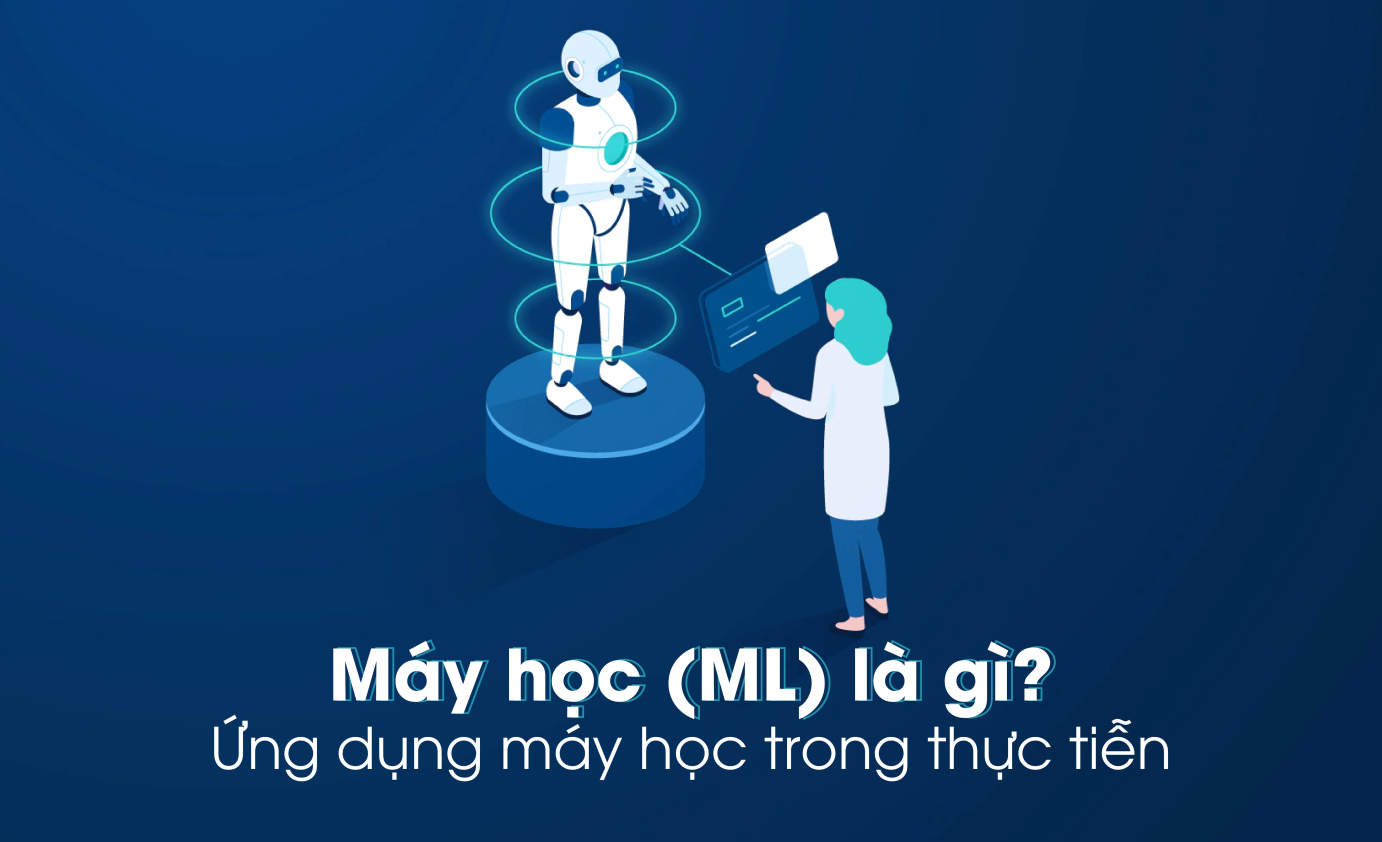 Máy học (ML) là gì?
Ứng dụng máy học trong thực tiễn